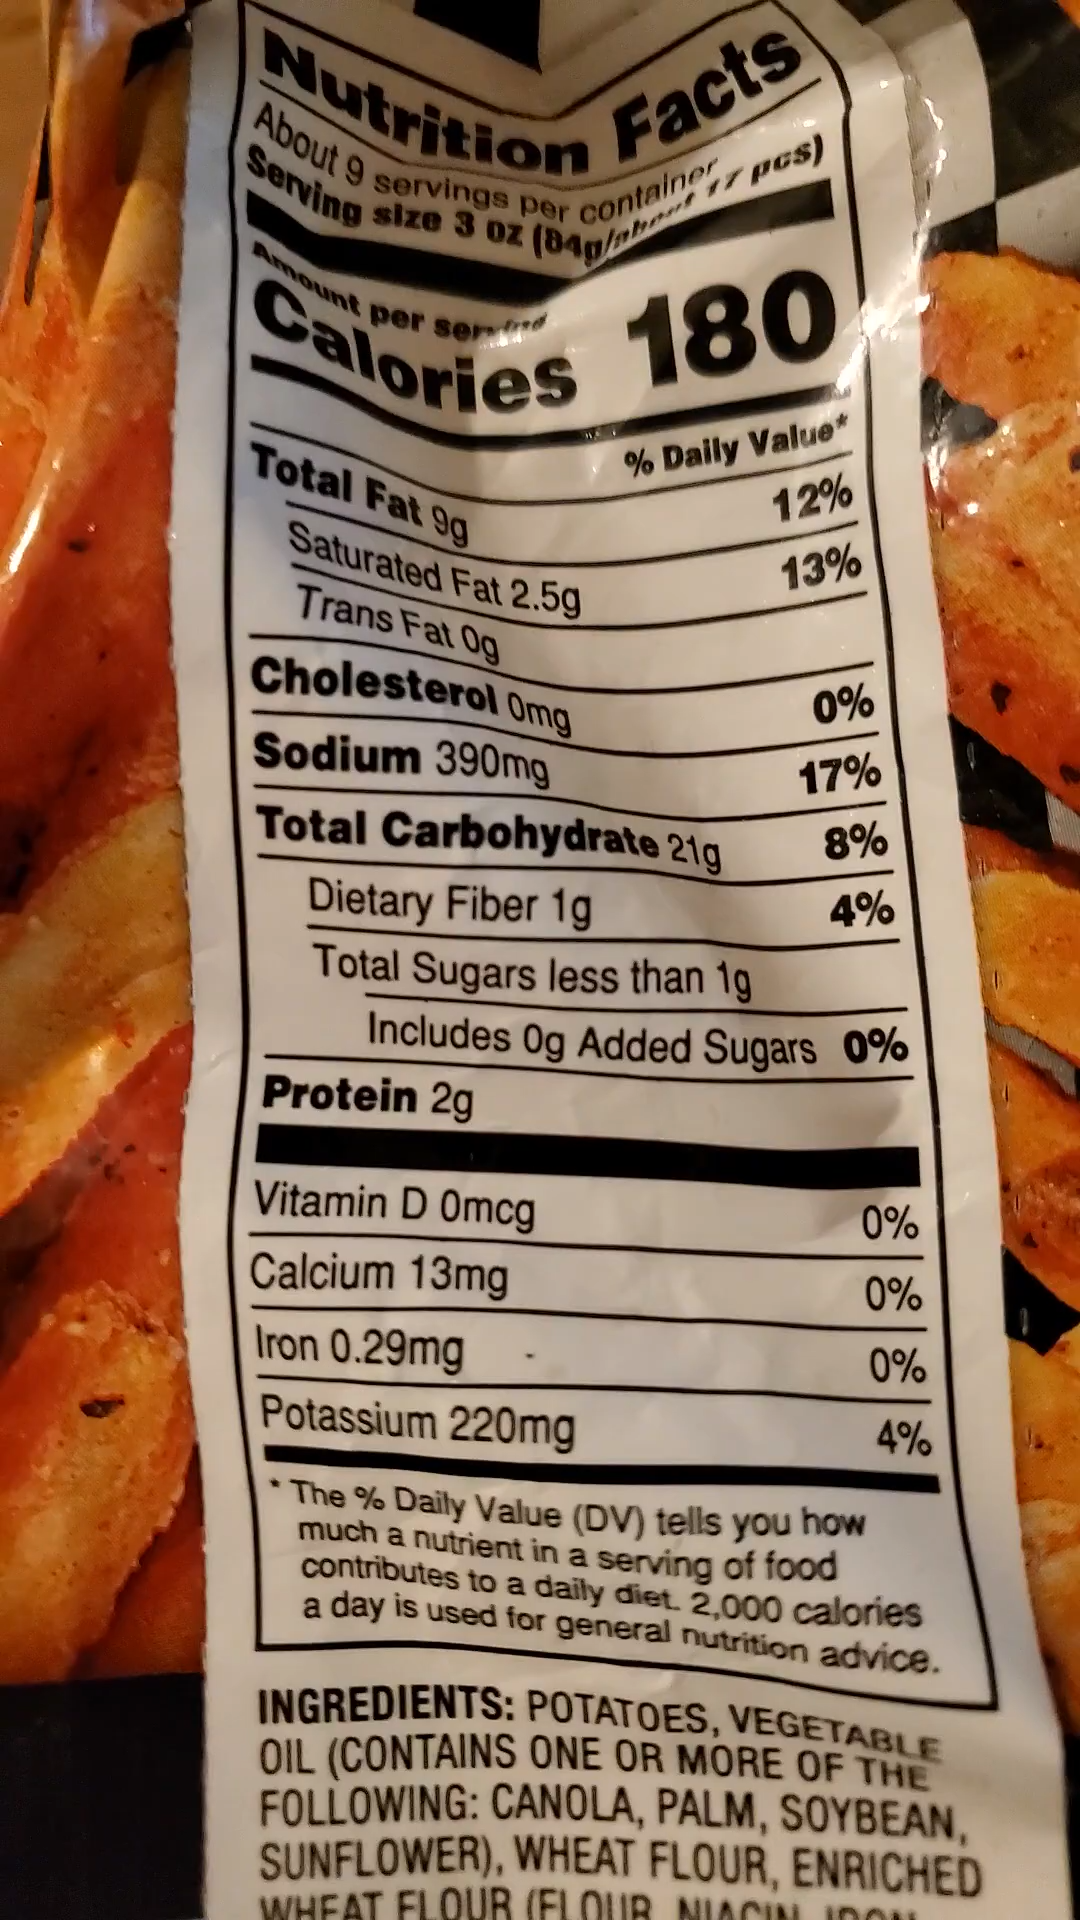 Nutrition Facts
About 9 servings per container
Serving size 3 oz (84g/about 17 pcs)
Amount per serving
Calories 180
% Daily Value*
Total Fat 9g 12%
Saturated Fat 2.5g 13%
Trans Fat 0g
Cholesterol 0mg 0%
Sodium 390mg 17%
Total Carbohydrate 21g 8%
Dietary Fiber 1g 4%
Total Sugars less than 1g
Includes 0g Added Sugars 0%
Protein 2g
Vitamin D 0mcg 0%
Calcium 13mg 0%
Iron 0.29mg 0%
Potassium 220mg 4%
* The % Daily Value (DV) tells you how
much a nutrient in a serving of food
contributes to a daily diet. 2,000 calories
a day is used for general nutrition advice.
INGREDIENTS: POTATOES, VEGETABLE
OIL (CONTAINS ONE OR MORE OF THE
FOLLOWING: CANOLA, PALM, SOYBEAN,
SUNFLOWER), WHEAT FLOUR, ENRICHED
WHEAT FLOUR (FLOUR, NIACIN, IRON,